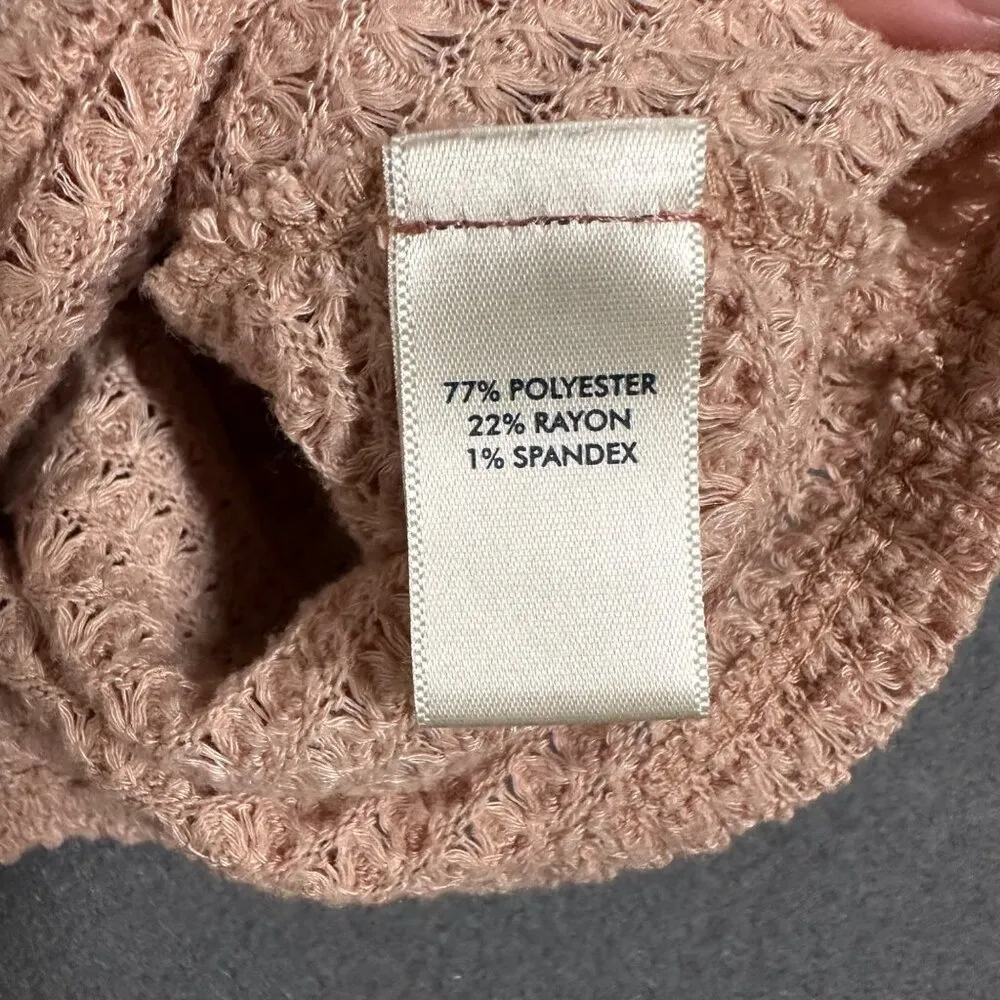 77% POLYESTER
22% RAYON
1% SPANDEX